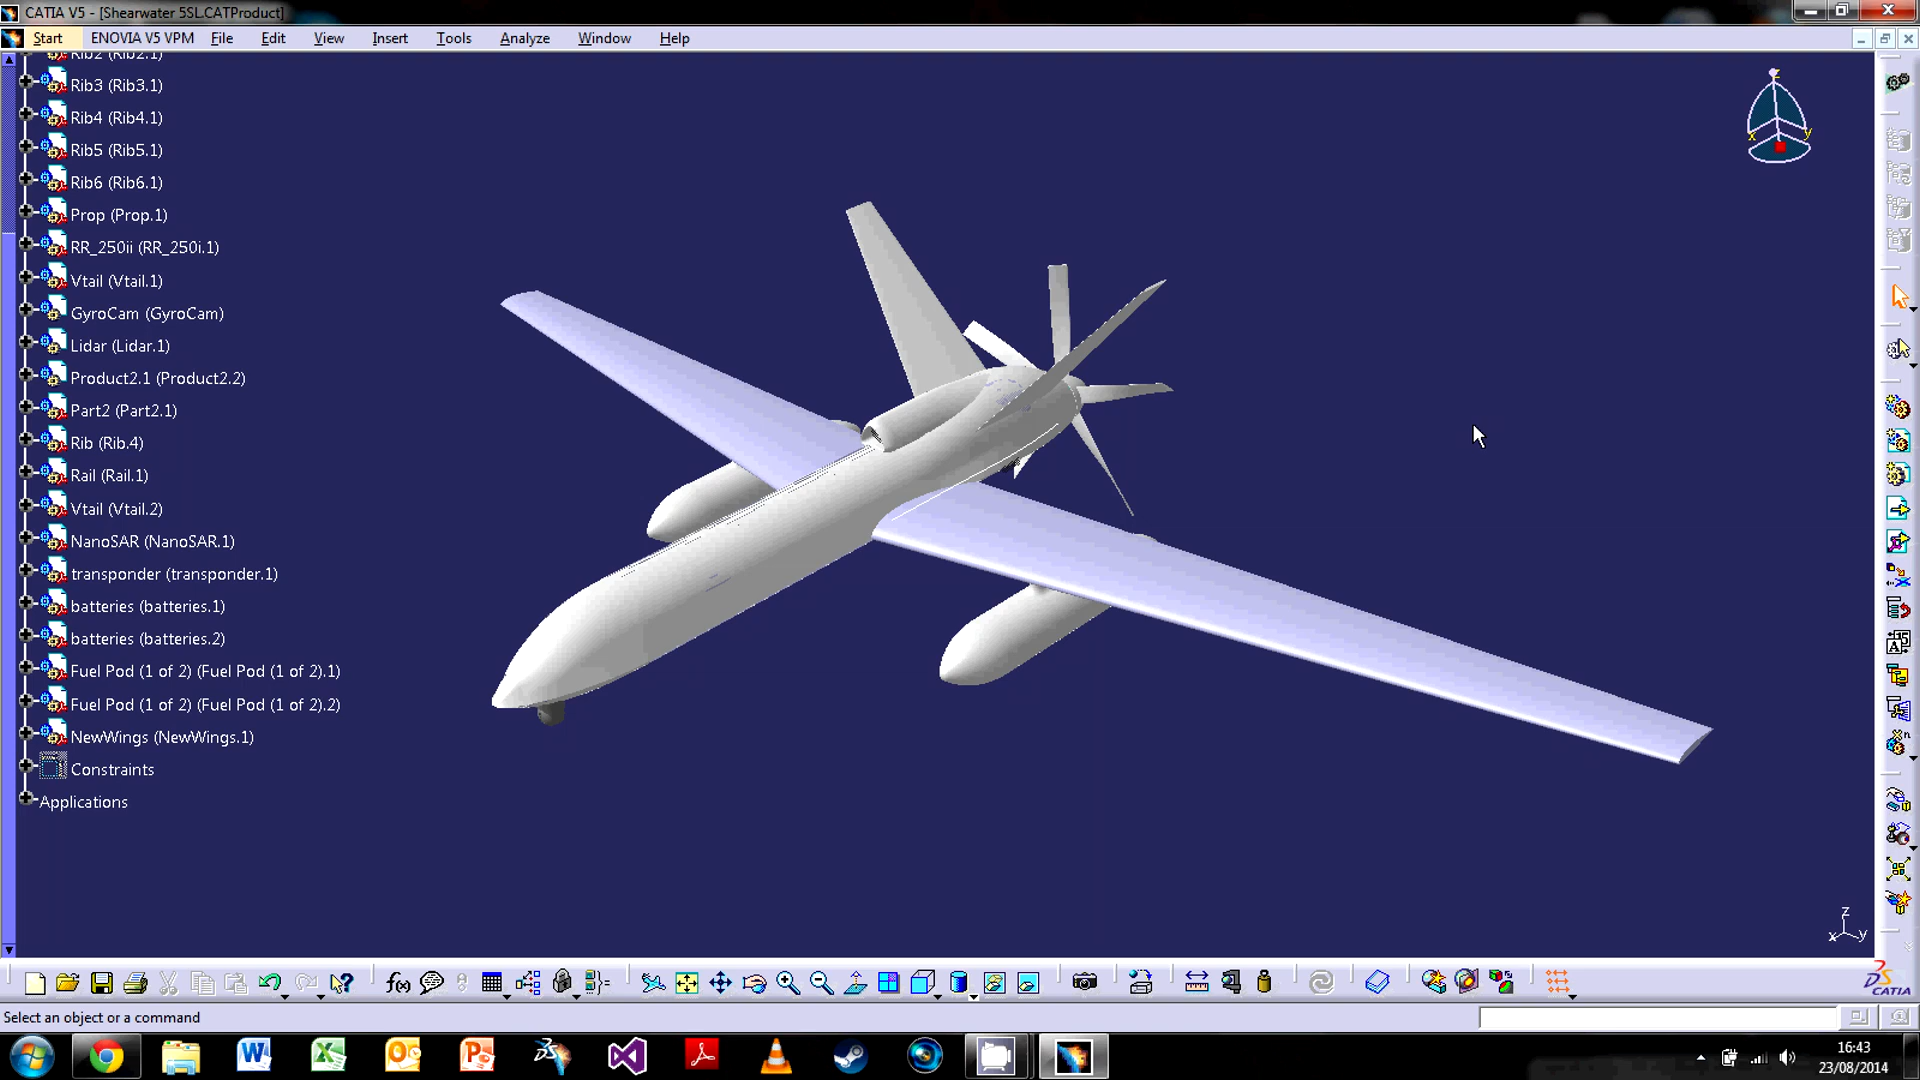 CATIA V5 - [Shearwater 5SL.CATProduct]
Start ENOVIA V5 VPM File Edit View Insert Tools Analyze Window Help
Rib2 (Rib2.1)
Rib3 (Rib3.1)
Rib4 (Rib4.1)
Rib5 (Rib5.1)
Rib6 (Rib6.1)
Prop (Prop.1)
RR_250ii (RR_250i.1)
Vtail (Vtail.1)
GyroCam (GyroCam)
Lidar (Lidar.1)
Product2.1 (Product2.2)
Part2 (Part2.1)
Rib (Rib.4)
Rail (Rail.1)
Vtail (Vtail.2)
NanoSAR (NanoSAR.1)
transponder (transponder.1)
batteries (batteries.1)
batteries (batteries.2)
Fuel Pod (1 of 2) (Fuel Pod (1 of 2).1)
Fuel Pod (1 of 2) (Fuel Pod (1 of 2).2)
NewWings (NewWings.1)
Constraints
Applications
z
x y
z
x y
f(x)
CATIA
Select an object or a command
16:43
23/08/2014